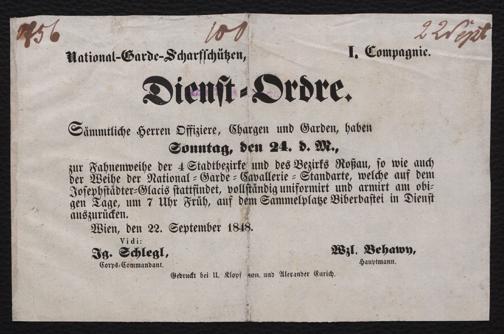 100
22 Sept
National-Garde-Scharfschützen, I. Compagnie.
Dienst-Ordre.
Sämmtliche Herren Offiziere, Chargen und Garden, haben
Sonntag, den 24. d. M.,
zur Fahnenweihe der 4 Stadtbezirke und des Bezirks Roßau, so wie auch
der Weihe der National-Garde-Cavallerie-Standarte, welche auf dem
Josephstädter-Glacis stattfindet, vollständig uniformirt und armirt am obi-
gen Tage, um 7 Uhr Früh, auf dem Sammelplatze Biberbastei in Dienst
auszurücken.
Wien, den 22. September 1848.
Vidi:
Ig. Schlegl, Wzl. Behawy,
Corps-Commandant. Hauptmann.
Gedruckt bei U. Klopf sen. und Alexander Eurich.